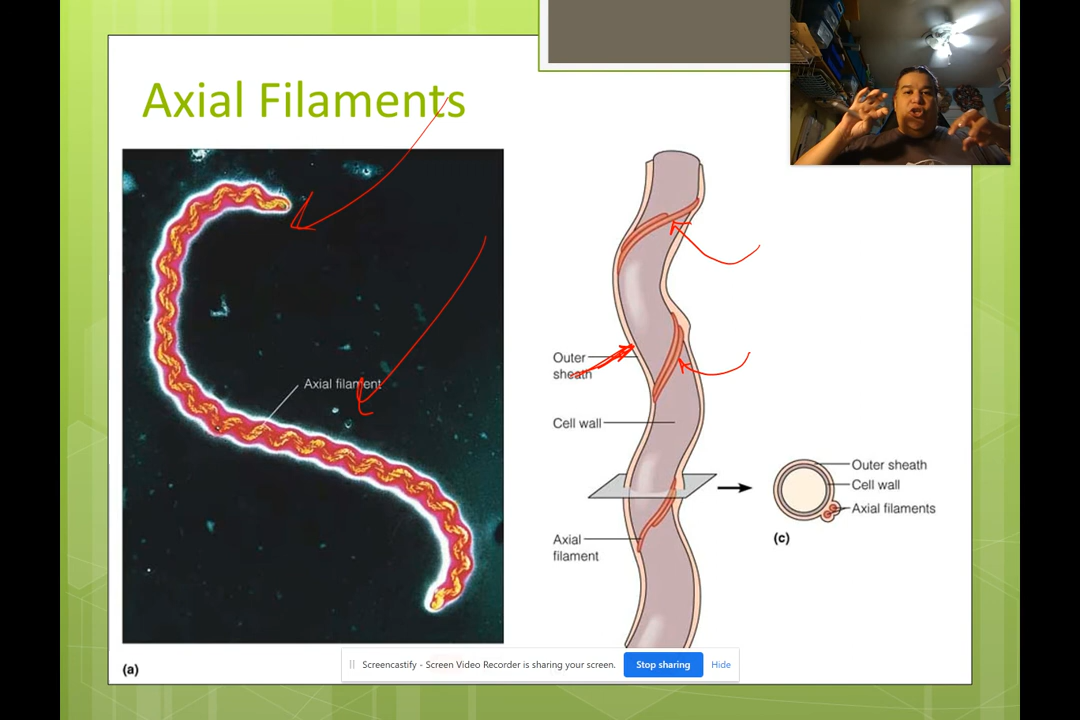 Axial Filaments
Axial filament
Outer
sheath
Cell wall
Axial
filament
Outer sheath
Cell wall
Axial filaments
(c)
(a)
Screencastify - Screen Video Recorder is sharing your screen.
Stop sharing
Hide